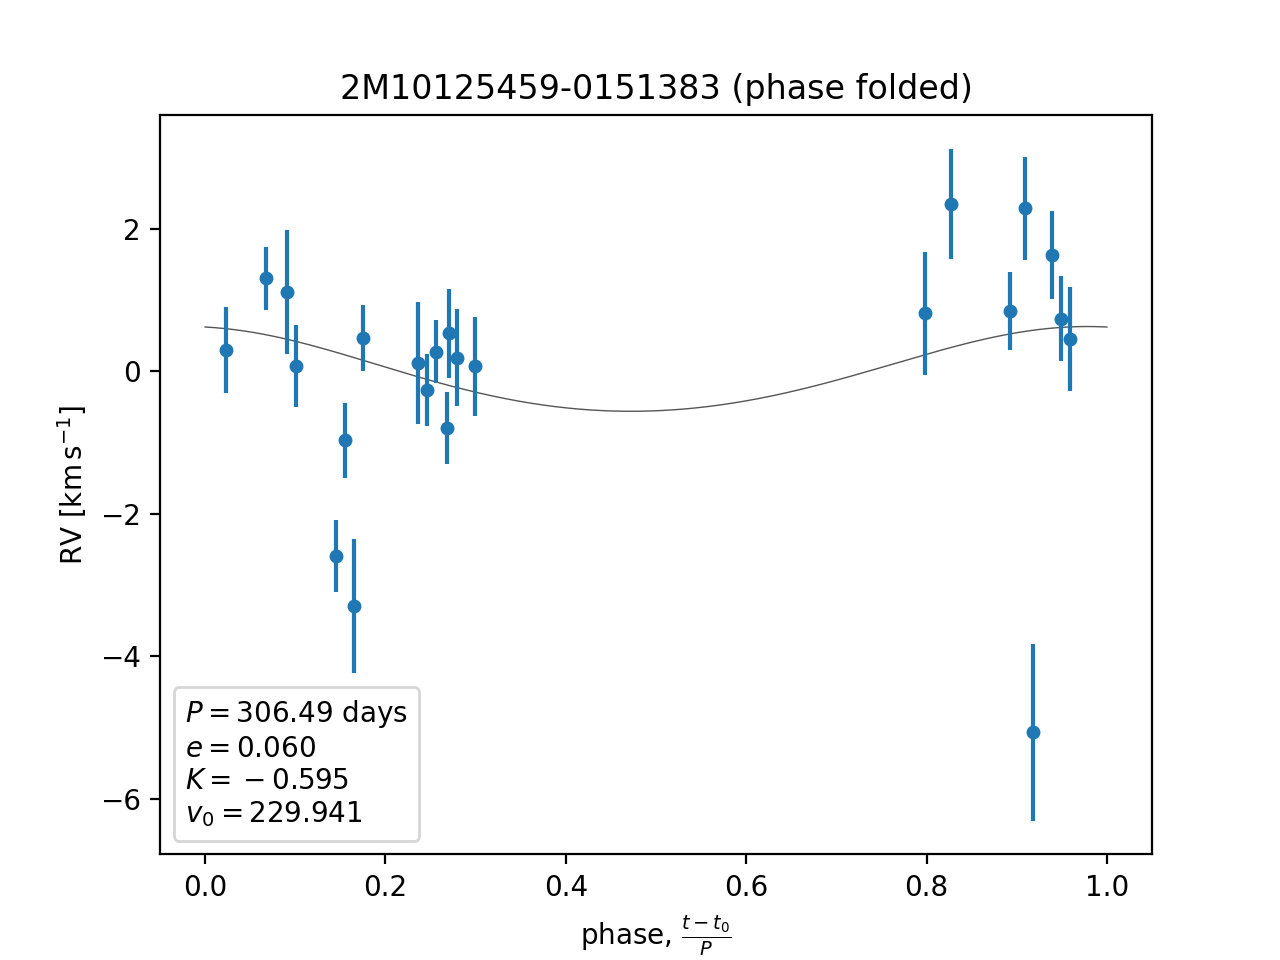 2M10125459-0151383 (phase folded)
2
0
−2
−4
−6
RV [km s⁻¹]
P = 306.49 days
e = 0.060
K = −0.595
v₀ = 229.941
0.0 0.2 0.4 0.6 0.8 1.0
phase, (t − t₀)/P